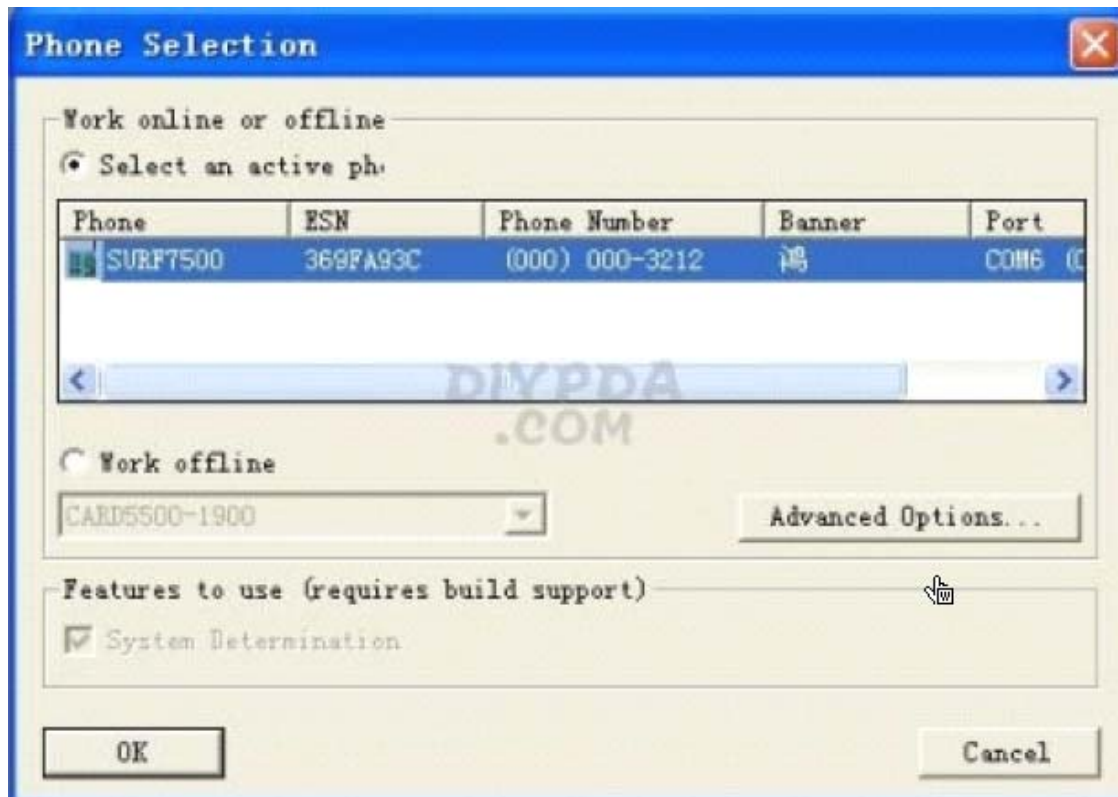 Phone Selection
Work online or offline
Select an active ph
Phone ESN Phone Number Banner Port
SURF7500 369FA93C (000) 000-3212 鸿 COM6 (
DIYPDA
.COM
Work offline
CARD5500-1900
Advanced Options...
Features to use (requires build support)
System Determination
OK Cancel